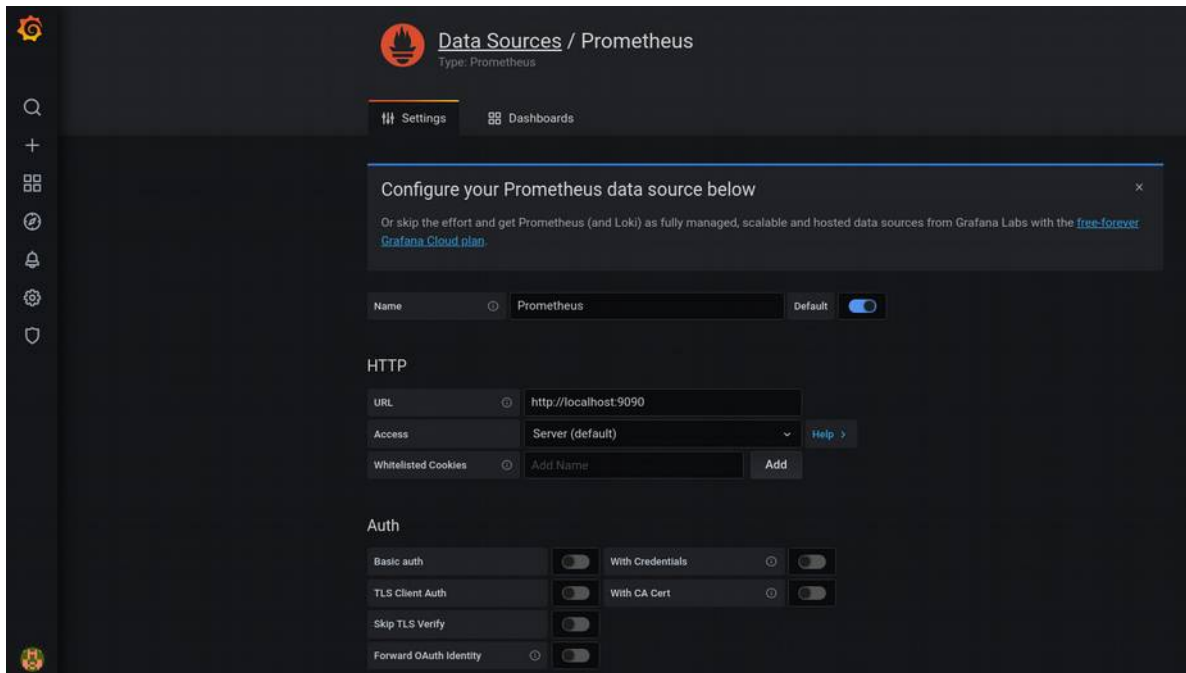 Data Sources / Prometheus
Type: Prometheus
Settings
Dashboards
Configure your Prometheus data source below
Or skip the effort and get Prometheus (and Loki) as fully managed, scalable and hosted data sources from Grafana Labs with the free-forever
Grafana Cloud plan.
Name Prometheus Default
HTTP
URL http://localhost:9090
Access Server (default) Help >
Whitelisted Cookies Add Name Add
Auth
Basic auth With Credentials
TLS Client Auth With CA Cert
Skip TLS Verify
Forward OAuth Identity